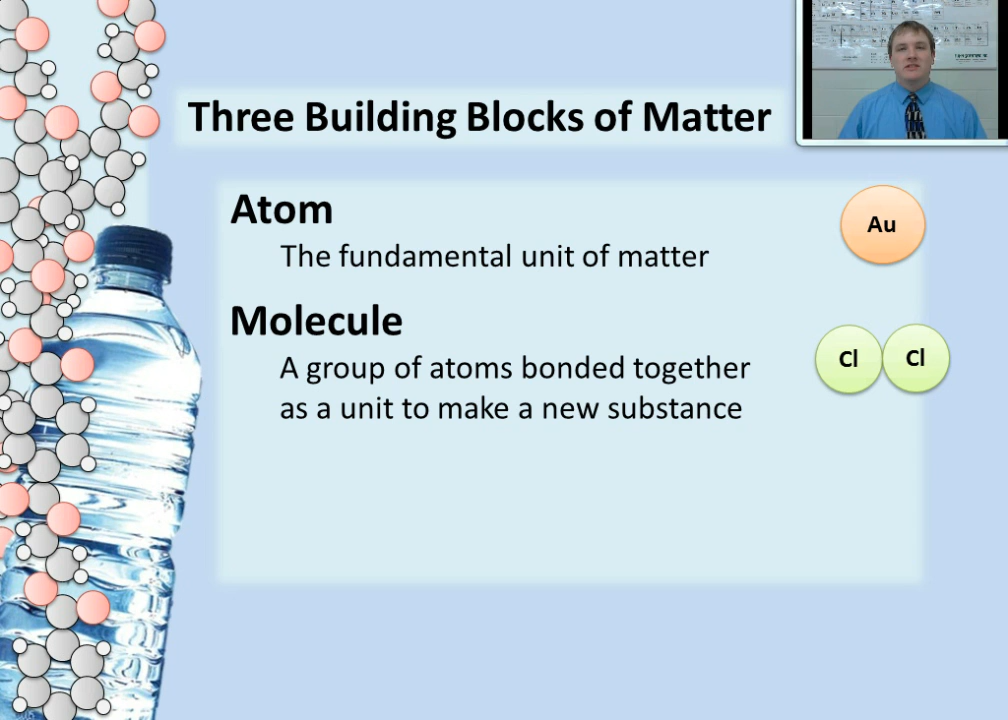 Three Building Blocks of Matter
Atom
Au
The fundamental unit of matter
Molecule
Cl Cl
A group of atoms bonded together
as a unit to make a new substance